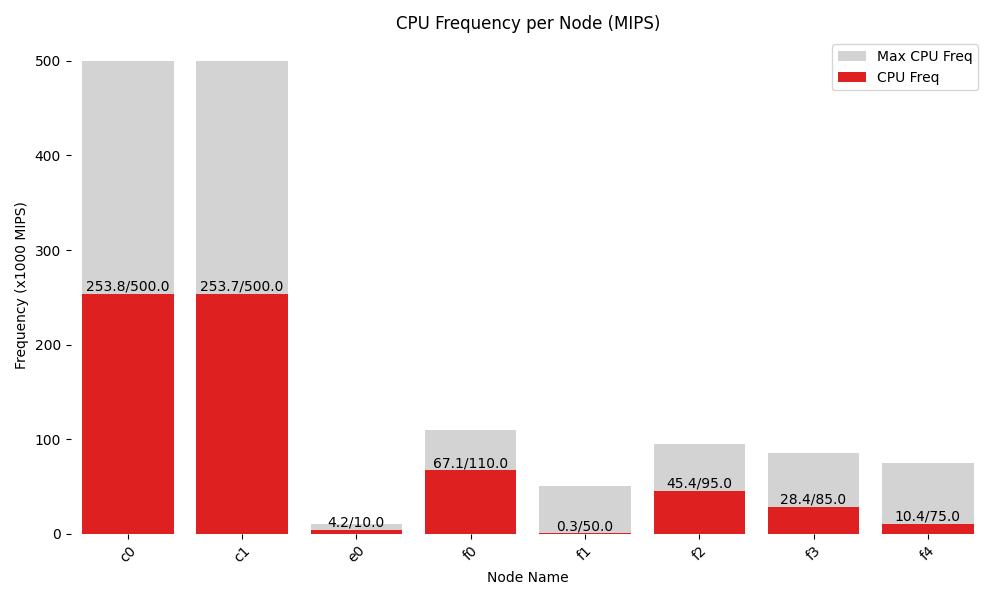 CPU Frequency per Node (MIPS)
Max CPU Freq
CPU Freq
Frequency (x1000 MIPS)
500
400
300
200
100
0
253.8/500.0
253.7/500.0
4.2/10.0
67.1/110.0
0.3/50.0
45.4/95.0
28.4/85.0
10.4/75.0
c0
c1
e0
f0
f1
f2
f3
f4
Node Name